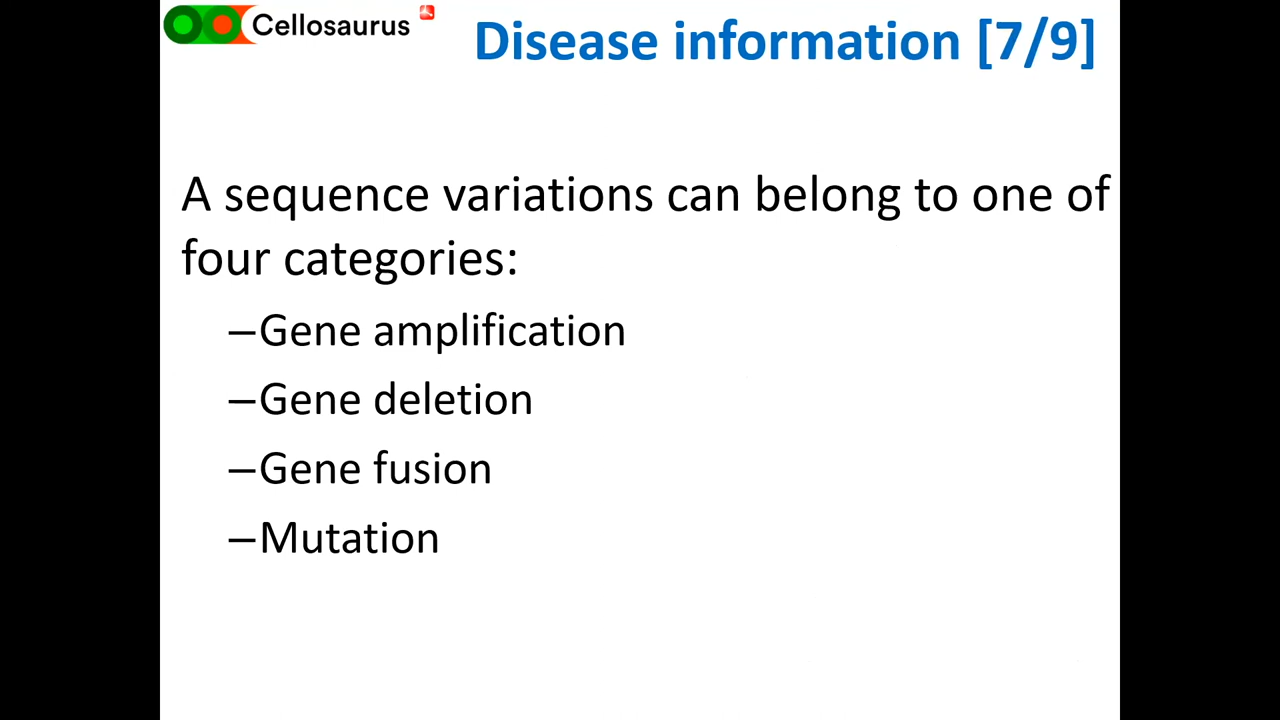 Cellosaurus
Disease information [7/9]
A sequence variations can belong to one of
four categories:
–Gene amplification
–Gene deletion
–Gene fusion
–Mutation